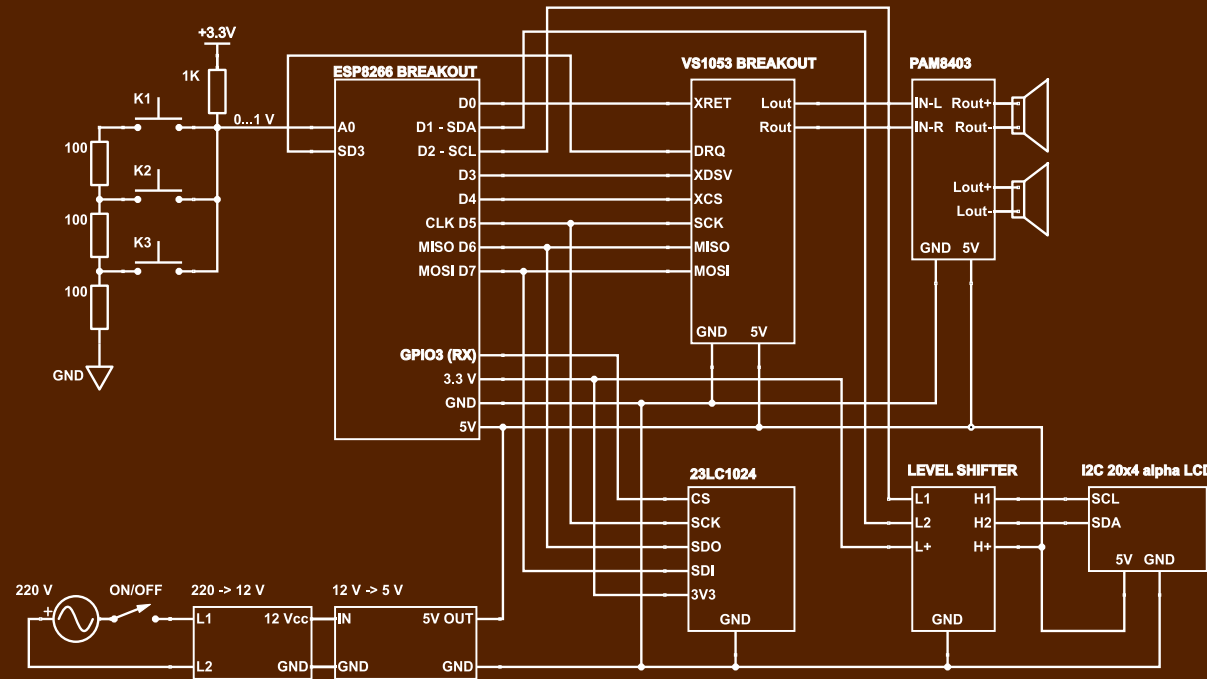 +3.3V
1K
K1
0...1 V
100
K2
100
K3
100
GND
ESP8266 BREAKOUT
A0
SD3
D0
D1 - SDA
D2 - SCL
D3
D4
CLK D5
MISO D6
MOSI D7
GPIO3 (RX)
3.3 V
GND
5V
VS1053 BREAKOUT
XRET
DRQ
XDSV
XCS
SCK
MISO
MOSI
Lout
Rout
GND 5V
PAM8403
IN-L Rout+
IN-R Rout-
Lout+
Lout-
GND 5V
23LC1024
CS
SCK
SDO
SDI
3V3
GND
LEVEL SHIFTER
L1 H1
L2 H2
L+ H+
GND
I2C 20x4 alpha LCD
SCL
SDA
5V GND
220 V
+
ON/OFF
220 -> 12 V
L1 12 Vcc
L2 GND
12 V -> 5 V
IN 5V OUT
GND GND